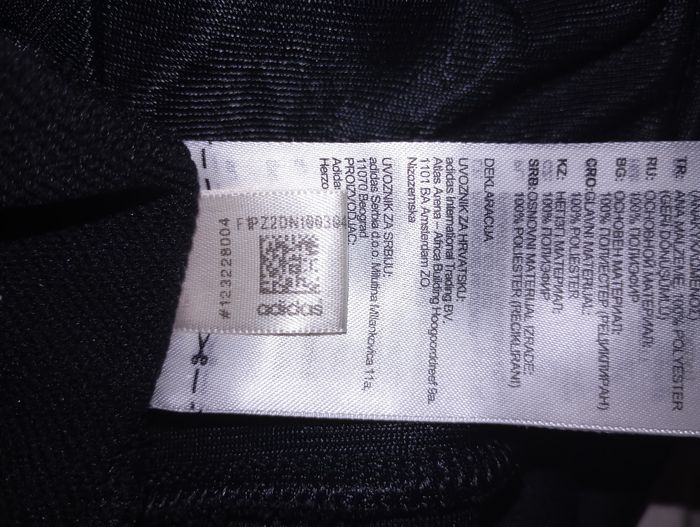 TR: ANA MALZEME, 100% POLYESTER
(GERİ DÖNÜŞÜMLÜ)
RU: ОСНОВНОЙ МАТЕРИАЛ:
100% ПОЛИЭФИР
BG: ОСНОВЕН МАТЕРИАЛ:
100% ПОЛИЕСТЕР (РЕЦИКЛИРАН)
CRO: GLAVNI MATERIJAL:
100% POLIESTER
KZ: НЕГІЗГІ МАТЕРИАЛ:
100% ПОЛИЭФИР
SRB: OSNOVNI MATERIJAL IZRADE:
100% POLIESTER (RECIKLIRANI)
DEKLARACIJA
UVOZNIK ZA HRVATSKU:
adidas International Trading BV,
Atlas Arena – Africa Building Hoogoorddreef 9a,
1101 BA Amsterdam ZO,
Nizozemska
UVOZNIK ZA SRBIJU:
adidas Serbia d.o.o. Milutina Milankovica 11a,
11070 Beograd
PROIZVOĐAČ:
Adidas
Herzo
adidas
#123228004